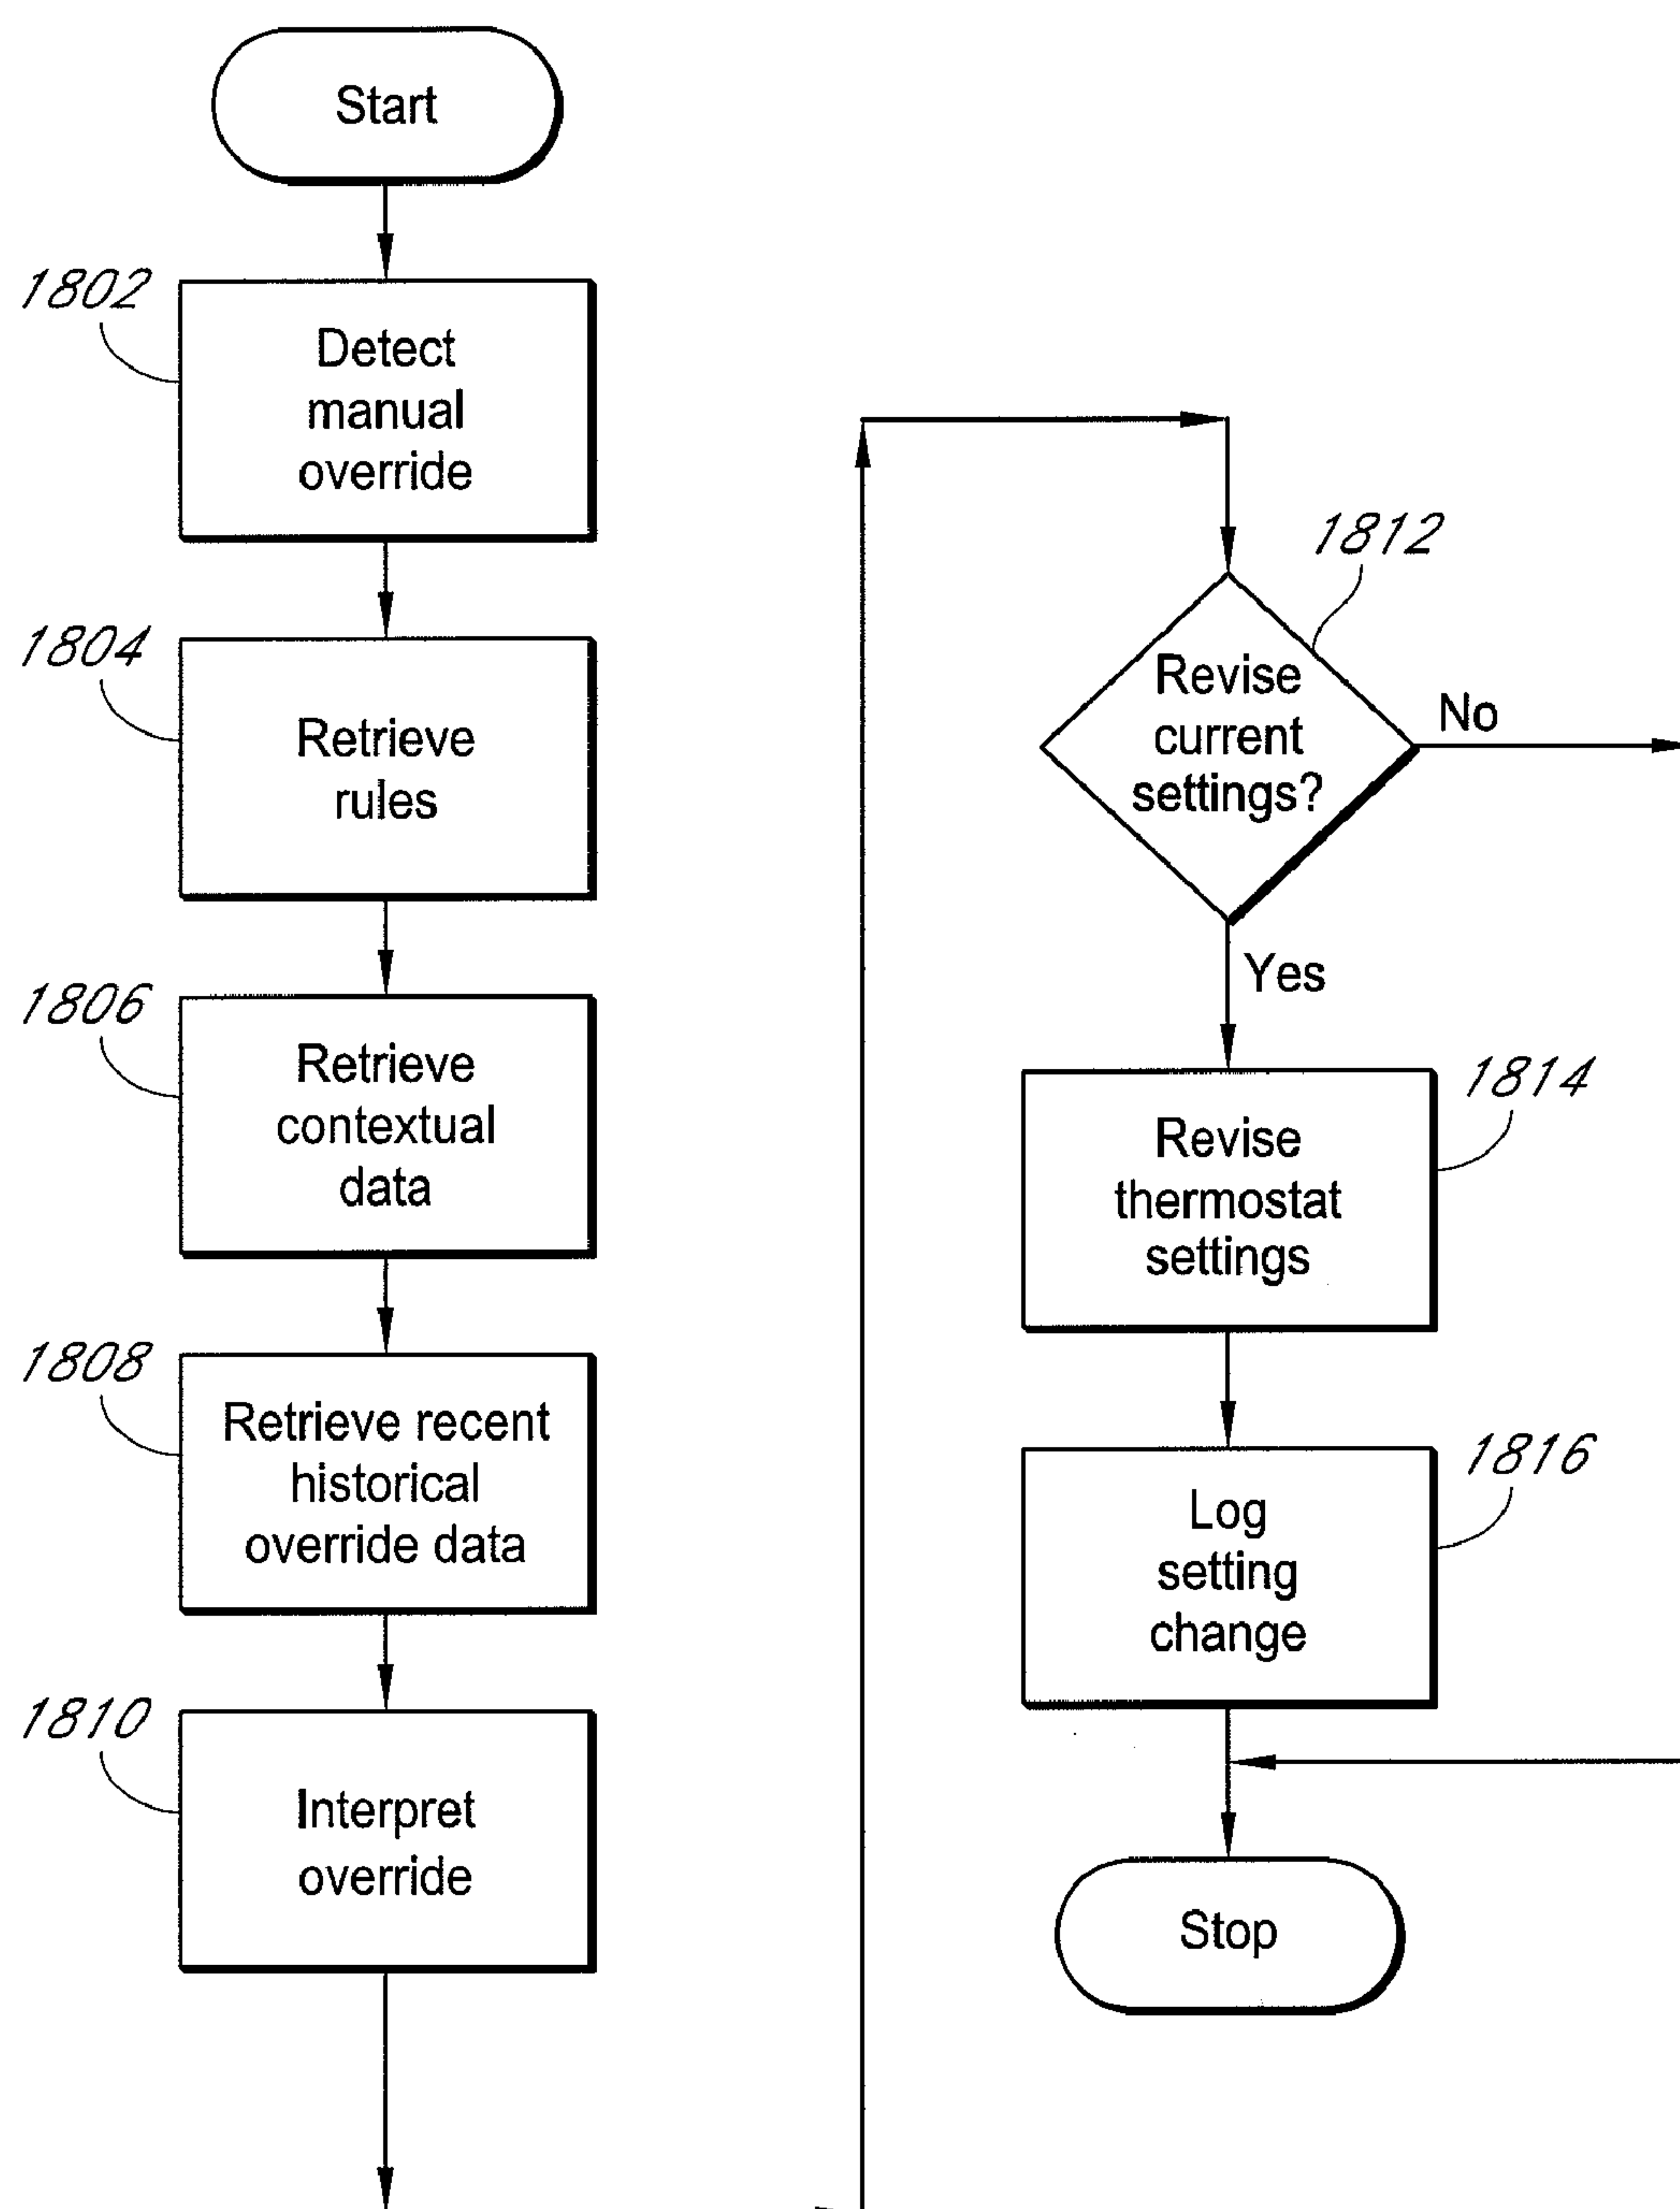 Start
1802
Detect
manual
override
1804
Retrieve
rules
1806
Retrieve
contextual
data
1808
Retrieve recent
historical
override data
1810
Interpret
override
1812
Revise
current
settings?
No
Yes
1814
Revise
thermostat
settings
1816
Log
setting
change
Stop